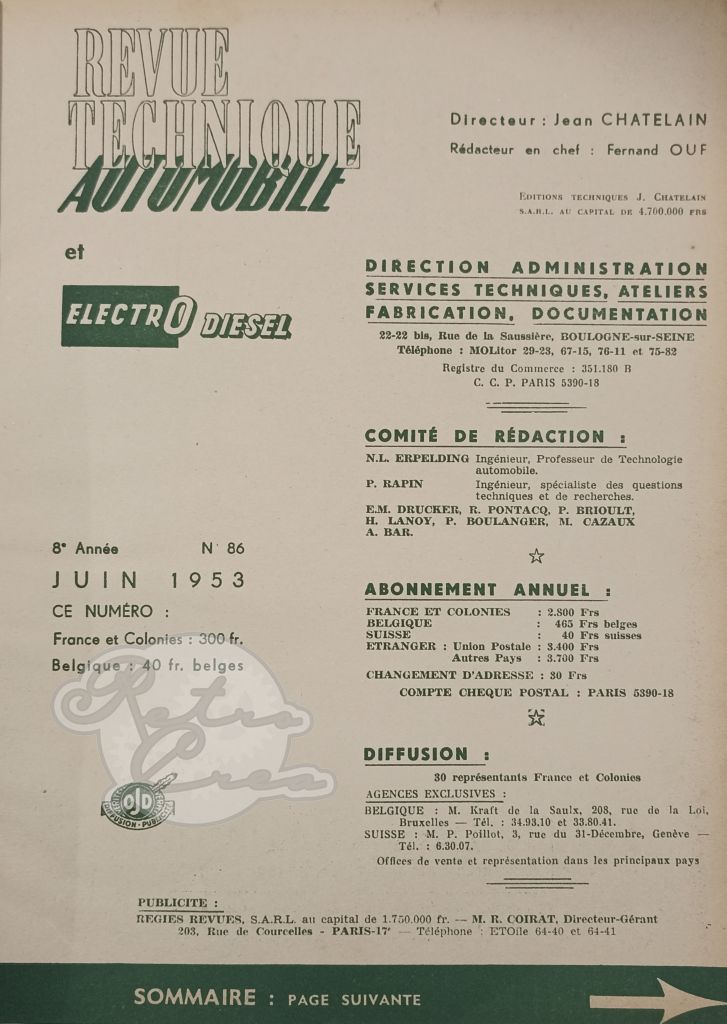 REVUE
TECHNIQUE
AUTOMOBILE
et
ELECTRO DIESEL
8e Année N° 86
JUIN 1953
CE NUMÉRO :
France et Colonies : 300 fr.
Belgique : 40 fr. belges
Retro
Crea
OJD
DIFFUSION - PUBLICITÉ
Directeur : Jean CHATELAIN
Rédacteur en chef : Fernand OUF
EDITIONS TECHNIQUES J. CHATELAIN
S.A.R.L. AU CAPITAL DE 4.700.000 FRS
DIRECTION ADMINISTRATION
SERVICES TECHNIQUES, ATELIERS
FABRICATION, DOCUMENTATION
22-22 bis, Rue de la Saussière, BOULOGNE-sur-SEINE
Téléphone : MOLitor 29-23, 67-15, 76-11 et 75-82
Registre du Commerce : 351.180 B
C. C. P. PARIS 5390-18
COMITÉ DE RÉDACTION :
N.L. ERPELDING Ingénieur, Professeur de Technologie
automobile.
P. RAPIN Ingénieur, spécialiste des questions
techniques et de recherches.
E.M. DRUCKER, R. PONTACQ, P. BRIOULT,
H. LANOY, P. BOULANGER, M. CAZAUX
A. BAR.
ABONNEMENT ANNUEL :
FRANCE ET COLONIES : 2.800 Frs
BELGIQUE : 465 Frs belges
SUISSE : 40 Frs suisses
ETRANGER : Union Postale : 3.400 Frs
Autres Pays : 3.700 Frs
CHANGEMENT D'ADRESSE : 30 Frs
COMPTE CHEQUE POSTAL : PARIS 5390-18
DIFFUSION :
30 représentants France et Colonies
AGENCES EXCLUSIVES :
BELGIQUE : M. Kraft de la Saulx, 208, rue de la Loi,
Bruxelles — Tél. : 34.93.10 et 33.80.41.
SUISSE : M. P. Poillot, 3, rue du 31-Décembre, Genève —
Tél. : 6.30.07.
Offices de vente et représentation dans les principaux pays
PUBLICITE :
REGIES REVUES, S.A.R.L. au capital de 1.750.000 fr. — M. R. COIRAT, Directeur-Gérant
203, Rue de Courcelles - PARIS-17e — Téléphone : ETOile 64-40 et 64-41
SOMMAIRE : PAGE SUIVANTE